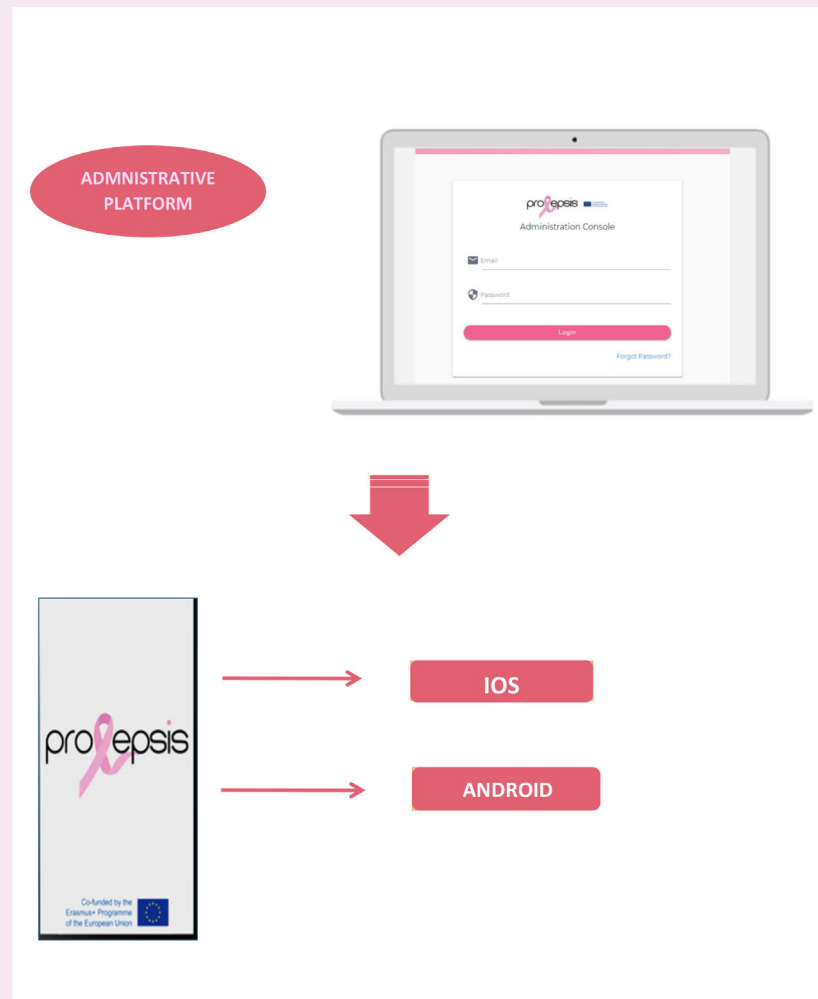 ADMNISTRATIVE
PLATFORM
prolepsis
Administration Console
Email
Password
Login
Forgot Password?
IOS
prolepsis
ANDROID
Co-funded by the
Erasmus+ Programme
of the European Union